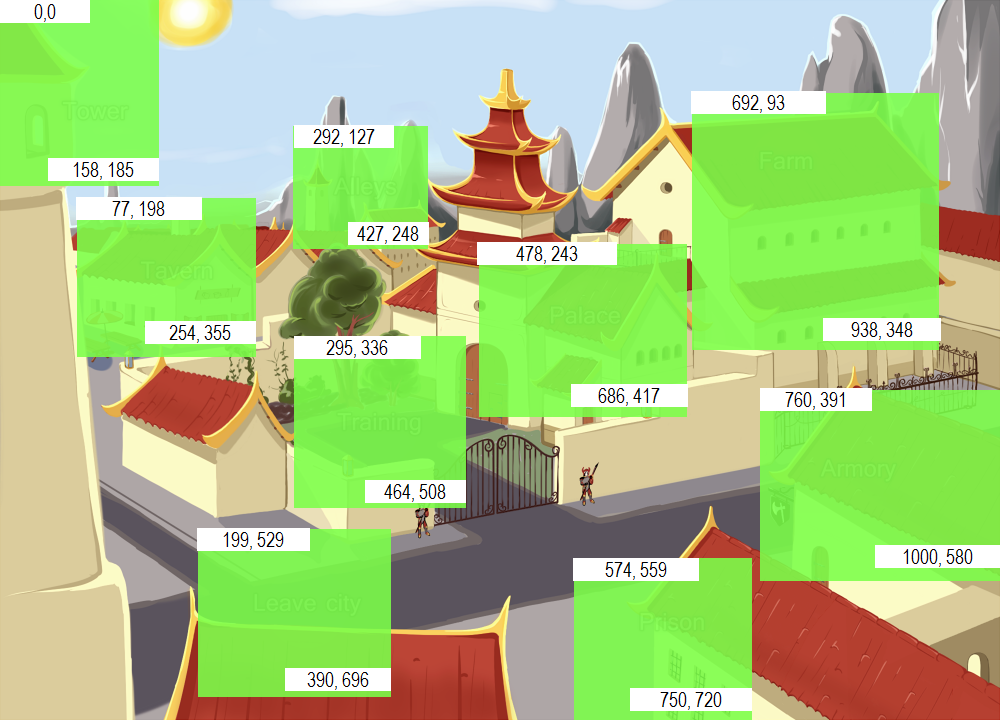 0,0
Tower
158, 185
692, 93
292, 127
Farm
Alleys
77, 198
427, 248
478, 243
Tavern
Palace
254, 355
938, 348
295, 336
686, 417
760, 391
Training
Armory
464, 508
199, 529
1000, 580
574, 559
Leave city
Prison
390, 696
750, 720